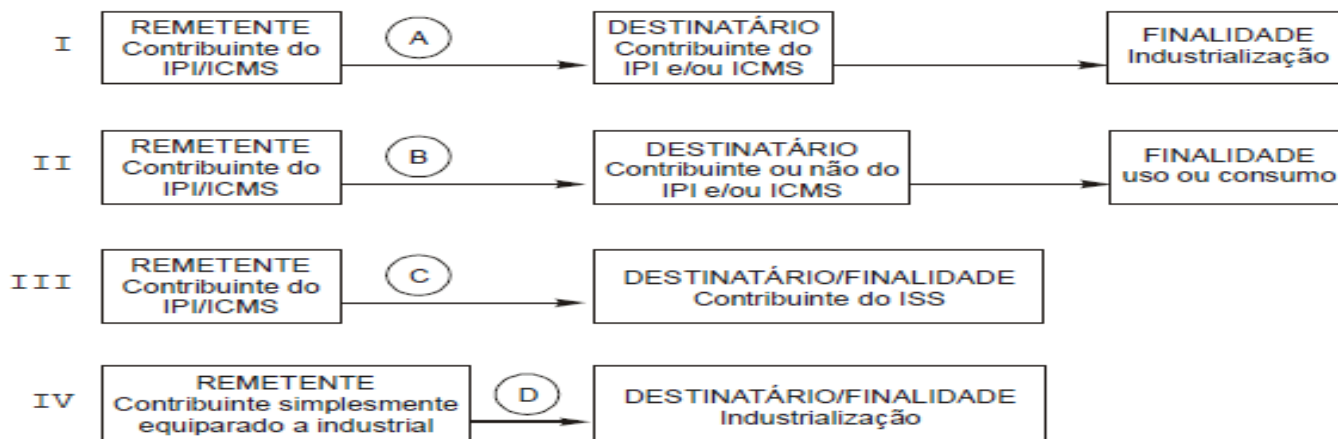 I
REMETENTE
Contribuinte do
IPI/ICMS
A
DESTINATÁRIO
Contribuinte do
IPI e/ou ICMS
FINALIDADE
Industrialização
II
REMETENTE
Contribuinte do
IPI/ICMS
B
DESTINATÁRIO
Contribuinte ou não do
IPI e/ou ICMS
FINALIDADE
uso ou consumo
III
REMETENTE
Contribuinte do
IPI/ICMS
C
DESTINATÁRIO/FINALIDADE
Contribuinte do ISS
IV
REMETENTE
Contribuinte simplesmente
equiparado a industrial
D
DESTINATÁRIO/FINALIDADE
Industrialização